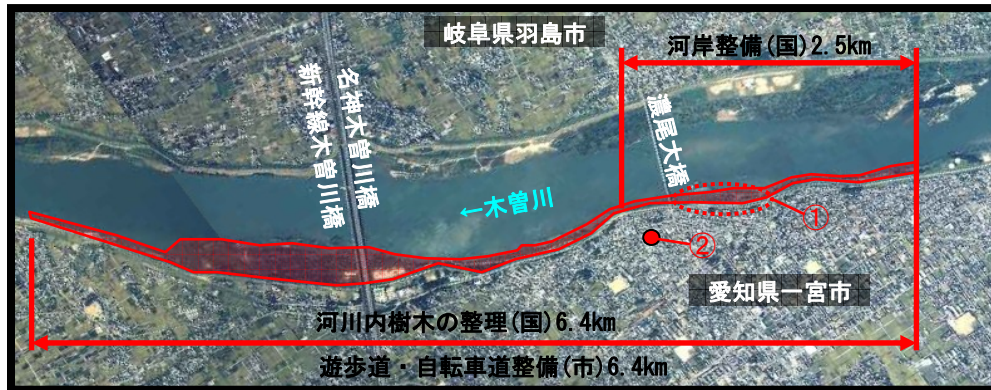 岐阜県羽島市
河岸整備(国)2.5km
名神木曽川橋
新幹線木曽川橋
濃尾大橋
←木曽川
①
②
愛知県一宮市
河川内樹木の整理(国)6.4km
遊歩道・自転車道整備(市)6.4km